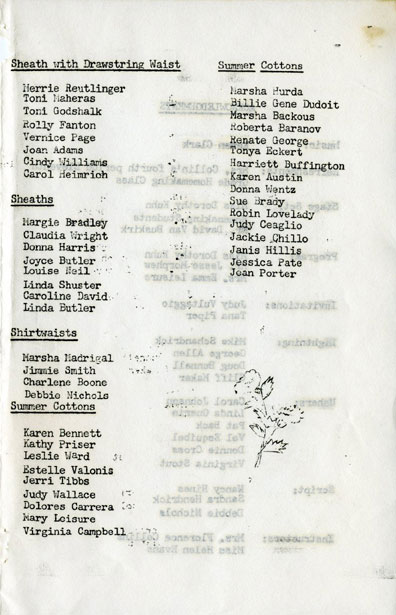 Sheath with Drawstring Waist
Merrie Reutlinger
Toni Maheras
Toni Godshalk
Rolly Fanton
Vernice Page
Joan Adams
Cindy Williams
Carol Heimrich
Sheaths
Margie Bradley
Claudia Wright
Donna Harris
Joyce Butler
Louise Neil
Linda Shuster
Caroline David
Linda Butler
Shirtwaists
Marsha Madrigal
Jimmie Smith
Charlene Boone
Debbie Nichols
Summer Cottons
Karen Bennett
Kathy Priser
Leslie Ward
Estelle Valonis
Jerri Tibbs
Judy Wallace
Dolores Carrera
Mary Loisure
Virginia Campbell
Summer Cottons
Marsha Hurda
Billie Gene Dudoit
Marsha Backous
Roberta Baranov
Renate George
Tonya Eckert
Harriett Buffington
Karen Austin
Donna Wentz
Sue Brady
Robin Lovelady
Judy Ceaglio
Jackie Chillo
Janis Hillis
Jessica Pate
Joan Porter